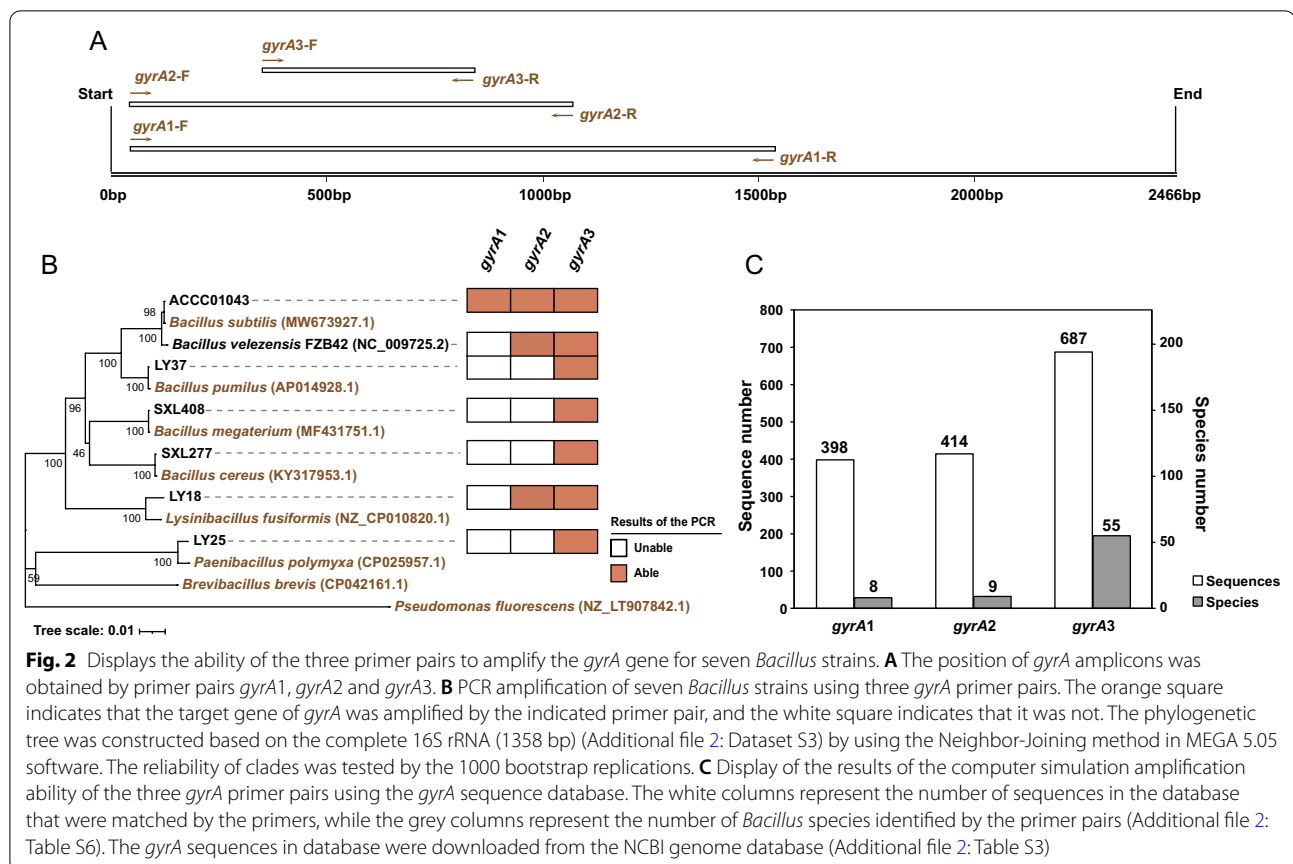 A
gyrA3-F
gyrA2-F
gyrA3-R
Start
End
gyrA2-R
gyrA1-F
gyrA1-R
0bp 500bp 1000bp 1500bp 2000bp 2466bp
B
gyrA1 gyrA2 gyrA3
ACCC01043
98
Bacillus subtilis (MW673927.1)
100
Bacillus velezensis FZB42 (NC_009725.2)
100
LY37
100
Bacillus pumilus (AP014928.1)
96
SXL408
100
Bacillus megaterium (MF431751.1)
46
SXL277
100
100
Bacillus cereus (KY317953.1)
LY18
100
Lysinibacillus fusiformis (NZ_CP010820.1)
LY25
100
Paenibacillus polymyxa (CP025957.1)
59
Brevibacillus brevis (CP042161.1)
Pseudomonas fluorescens (NZ_LT907842.1)
Tree scale: 0.01
Results of the PCR
Unable
Able
C
Sequence number
800
700
600
500
400
300
200
100
0
398
8
414
9
687
55
gyrA1 gyrA2 gyrA3
200
150
100
50
0
Species number
Sequences
Species
Fig. 2 Displays the ability of the three primer pairs to amplify the gyrA gene for seven Bacillus strains. A The position of gyrA amplicons was
obtained by primer pairs gyrA1, gyrA2 and gyrA3. B PCR amplification of seven Bacillus strains using three gyrA primer pairs. The orange square
indicates that the target gene of gyrA was amplified by the indicated primer pair, and the white square indicates that it was not. The phylogenetic
tree was constructed based on the complete 16S rRNA (1358 bp) (Additional file 2: Dataset S3) by using the Neighbor-Joining method in MEGA 5.05
software. The reliability of clades was tested by the 1000 bootstrap replications. C Display of the results of the computer simulation amplification
ability of the three gyrA primer pairs using the gyrA sequence database. The white columns represent the number of sequences in the database
that were matched by the primers, while the grey columns represent the number of Bacillus species identified by the primer pairs (Additional file 2:
Table S6). The gyrA sequences in database were downloaded from the NCBI genome database (Additional file 2: Table S3)